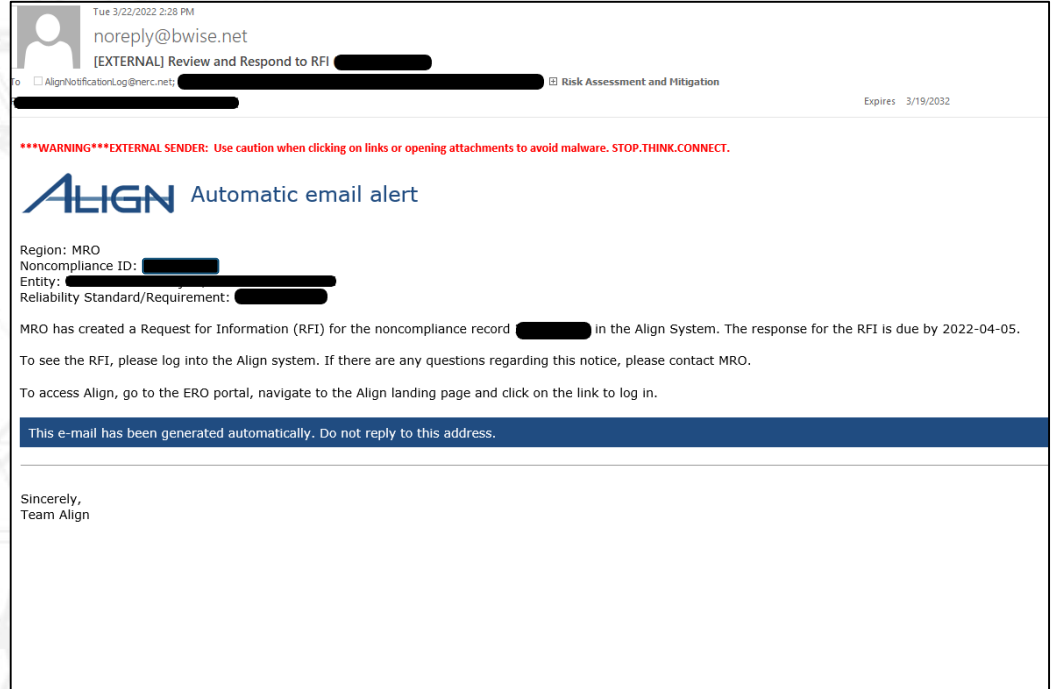 Tue 3/22/2022 2:28 PM
noreply@bwise.net
[EXTERNAL] Review and Respond to RFI
To AlignNotificationLog@nerc.net; Risk Assessment and Mitigation
Expires 3/19/2032
***WARNING***EXTERNAL SENDER: Use caution when clicking on links or opening attachments to avoid malware. STOP.THINK.CONNECT.
ALIGN Automatic email alert
Region: MRO
Noncompliance ID:
Entity:
Reliability Standard/Requirement:
MRO has created a Request for Information (RFI) for the noncompliance record in the Align System. The response for the RFI is due by 2022-04-05.
To see the RFI, please log into the Align system. If there are any questions regarding this notice, please contact MRO.
To access Align, go to the ERO portal, navigate to the Align landing page and click on the link to log in.
This e-mail has been generated automatically. Do not reply to this address.
Sincerely,
Team Align